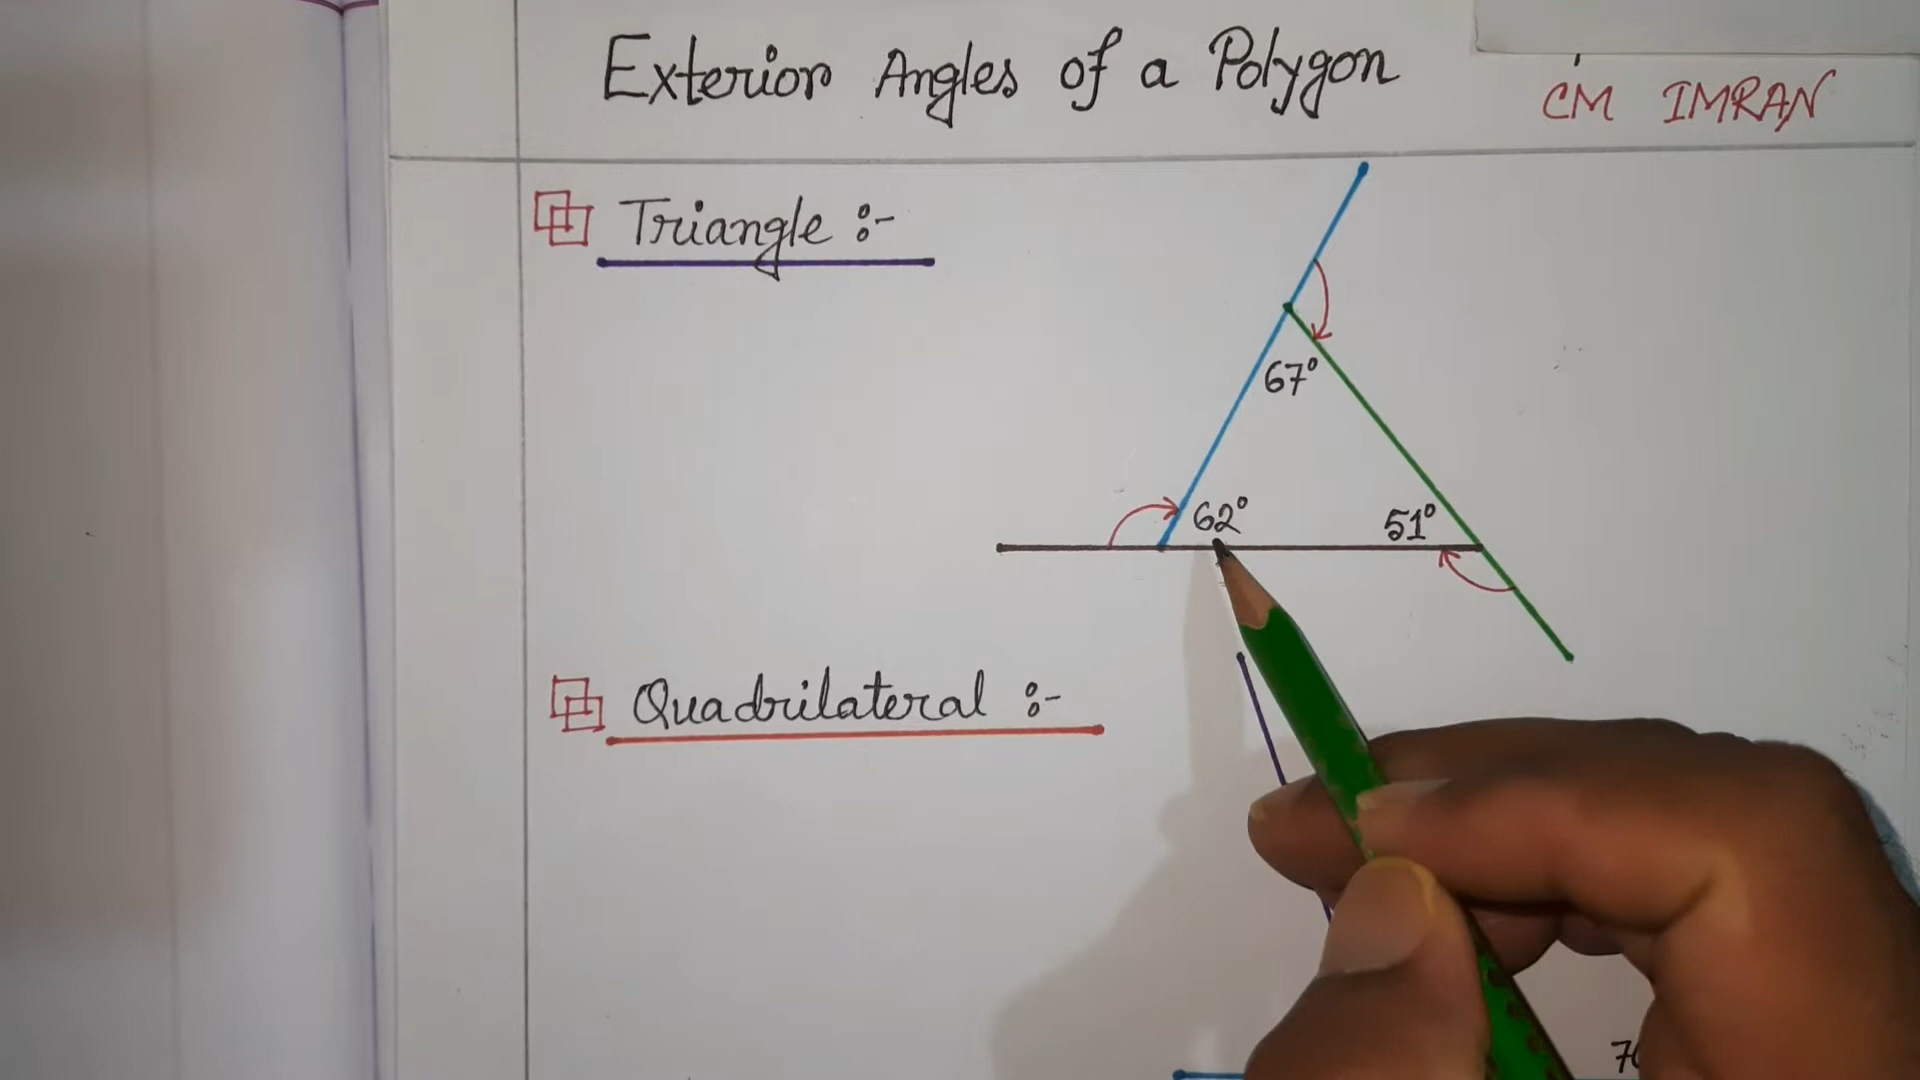 Exterior Angles of a Polygon
CM IMRAN
Triangle :-
67°
62°
51°
Quadrilateral :-